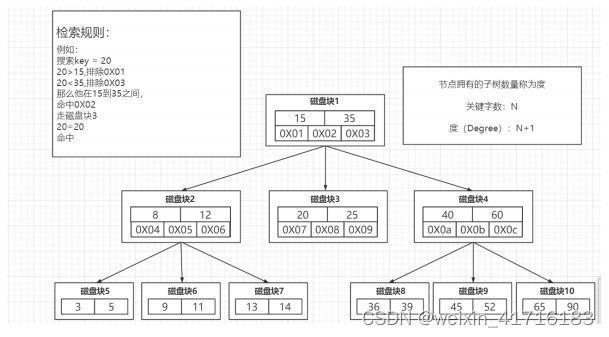 检索规则：
例如:
搜索key = 20
20>15,排除0X01
20<35,排除0X03
那么他在15到35之间，
命中0X02
走磁盘块3
20=20
命中
节点拥有的子树数量称为度
关键字数：N
度（Degree）：N+1
磁盘块1
15 35
0X01 0X02 0X03
磁盘块2
8 12
0X04 0X05 0X06
磁盘块3
20 25
0X07 0X08 0X09
磁盘块4
40 60
0X0a 0X0b 0X0c
磁盘块5
3 5
磁盘块6
9 11
磁盘块7
13 14
磁盘块8
36 39
磁盘块9
45 52
磁盘块10
65 90
CSDN @weixin_41716183